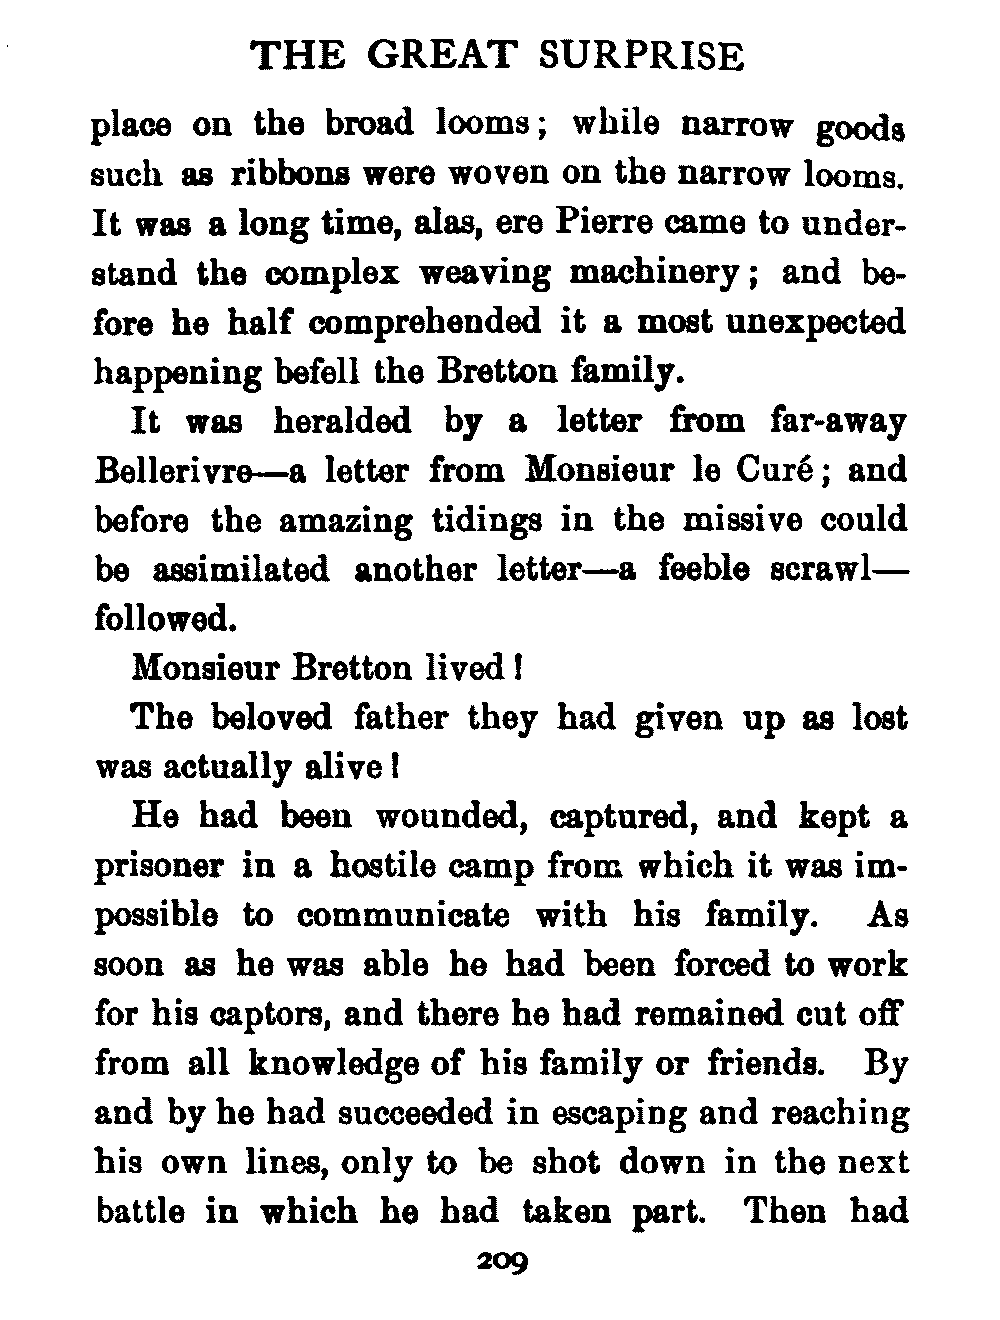 THE GREAT SURPRISE
place on the broad looms; while narrow goods
such as ribbons were woven on the narrow looms.
It was a long time, alas, ere Pierre came to under-
stand the complex weaving machinery; and be-
fore he half comprehended it a most unexpected
happening befell the Bretton family.
It was heralded by a letter from far-away
Bellerivre—a letter from Monsieur le Curé; and
before the amazing tidings in the missive could
be assimilated another letter—a feeble scrawl—
followed.
Monsieur Bretton lived!
The beloved father they had given up as lost
was actually alive!
He had been wounded, captured, and kept a
prisoner in a hostile camp from which it was im-
possible to communicate with his family. As
soon as he was able he had been forced to work
for his captors, and there he had remained cut off
from all knowledge of his family or friends. By
and by he had succeeded in escaping and reaching
his own lines, only to be shot down in the next
battle in which he had taken part. Then had
209